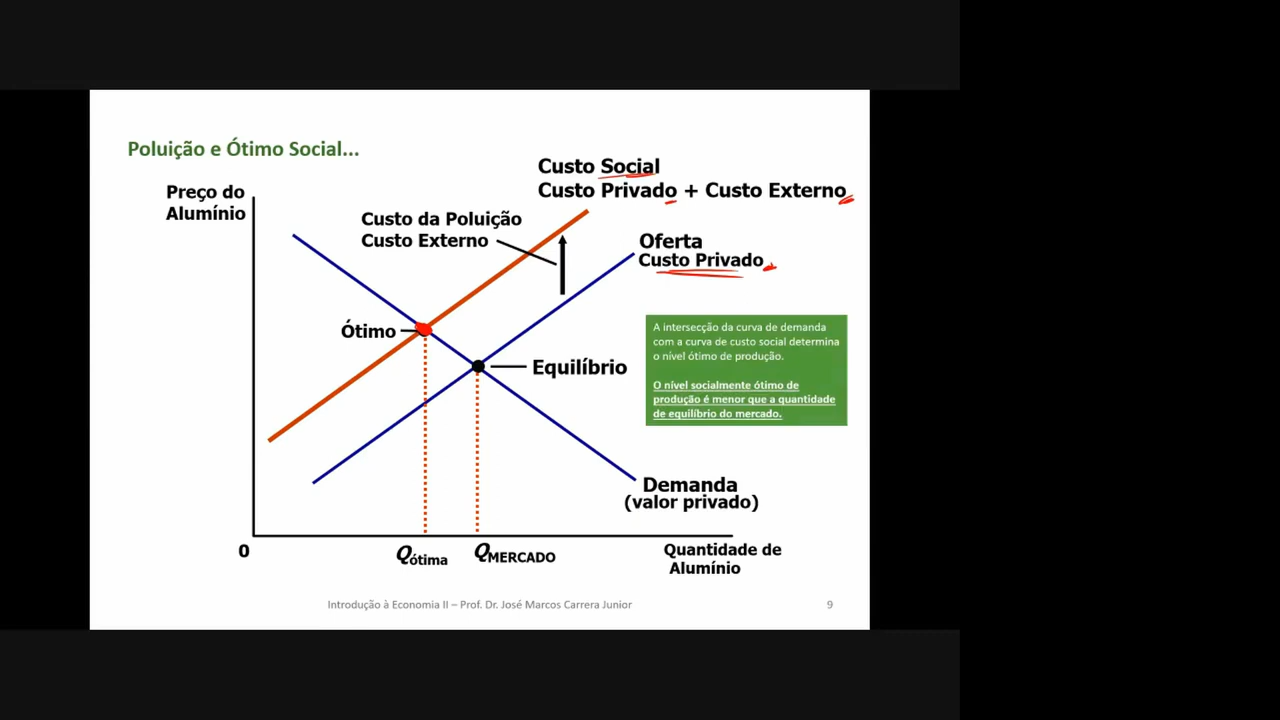 Poluição e Ótimo Social...
Custo Social
Custo Privado + Custo Externo
Preço do
Alumínio
Custo da Poluição
Custo Externo
Oferta
Custo Privado
Ótimo
Equilíbrio
A intersecção da curva de demanda
com a curva de custo social determina
o nível ótimo de produção.
O nível socialmente ótimo de
produção é menor que a quantidade
de equilíbrio do mercado.
Demanda
(valor privado)
0
Qótima
QMERCADO
Quantidade de
Alumínio
Introdução à Economia II – Prof. Dr. José Marcos Carrera Junior
9